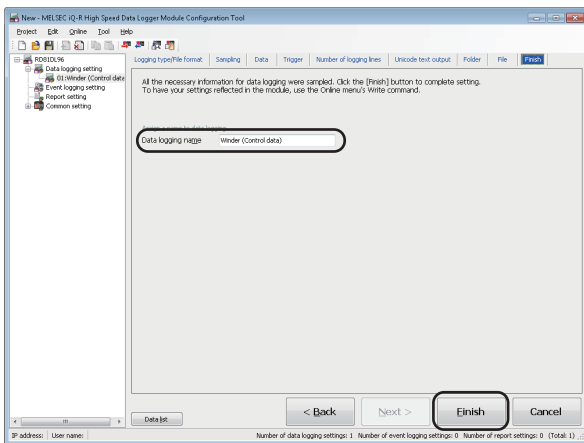 New - MELSEC iQ-R High Speed Data Logger Module Configuration Tool
Project Edit Online Tool Help
RD81DL96
Data logging setting
01:Winder (Control data
Event logging setting
Report setting
Common setting
Logging type/File format Sampling Data Trigger Number of logging lines Unicode text output Folder File Finish
All the necessary information for data logging were sampled. Click the [Finish] button to complete setting.
To have your settings reflected in the module, use the Online menu's Write command.
Assign a name to data logging
Data logging name Winder (Control data)
Data list
< Back Next > Finish Cancel
IP address: User name: Number of data logging settings: 1 Number of event logging settings: 0 Number of report settings: 0 (Total: 1)